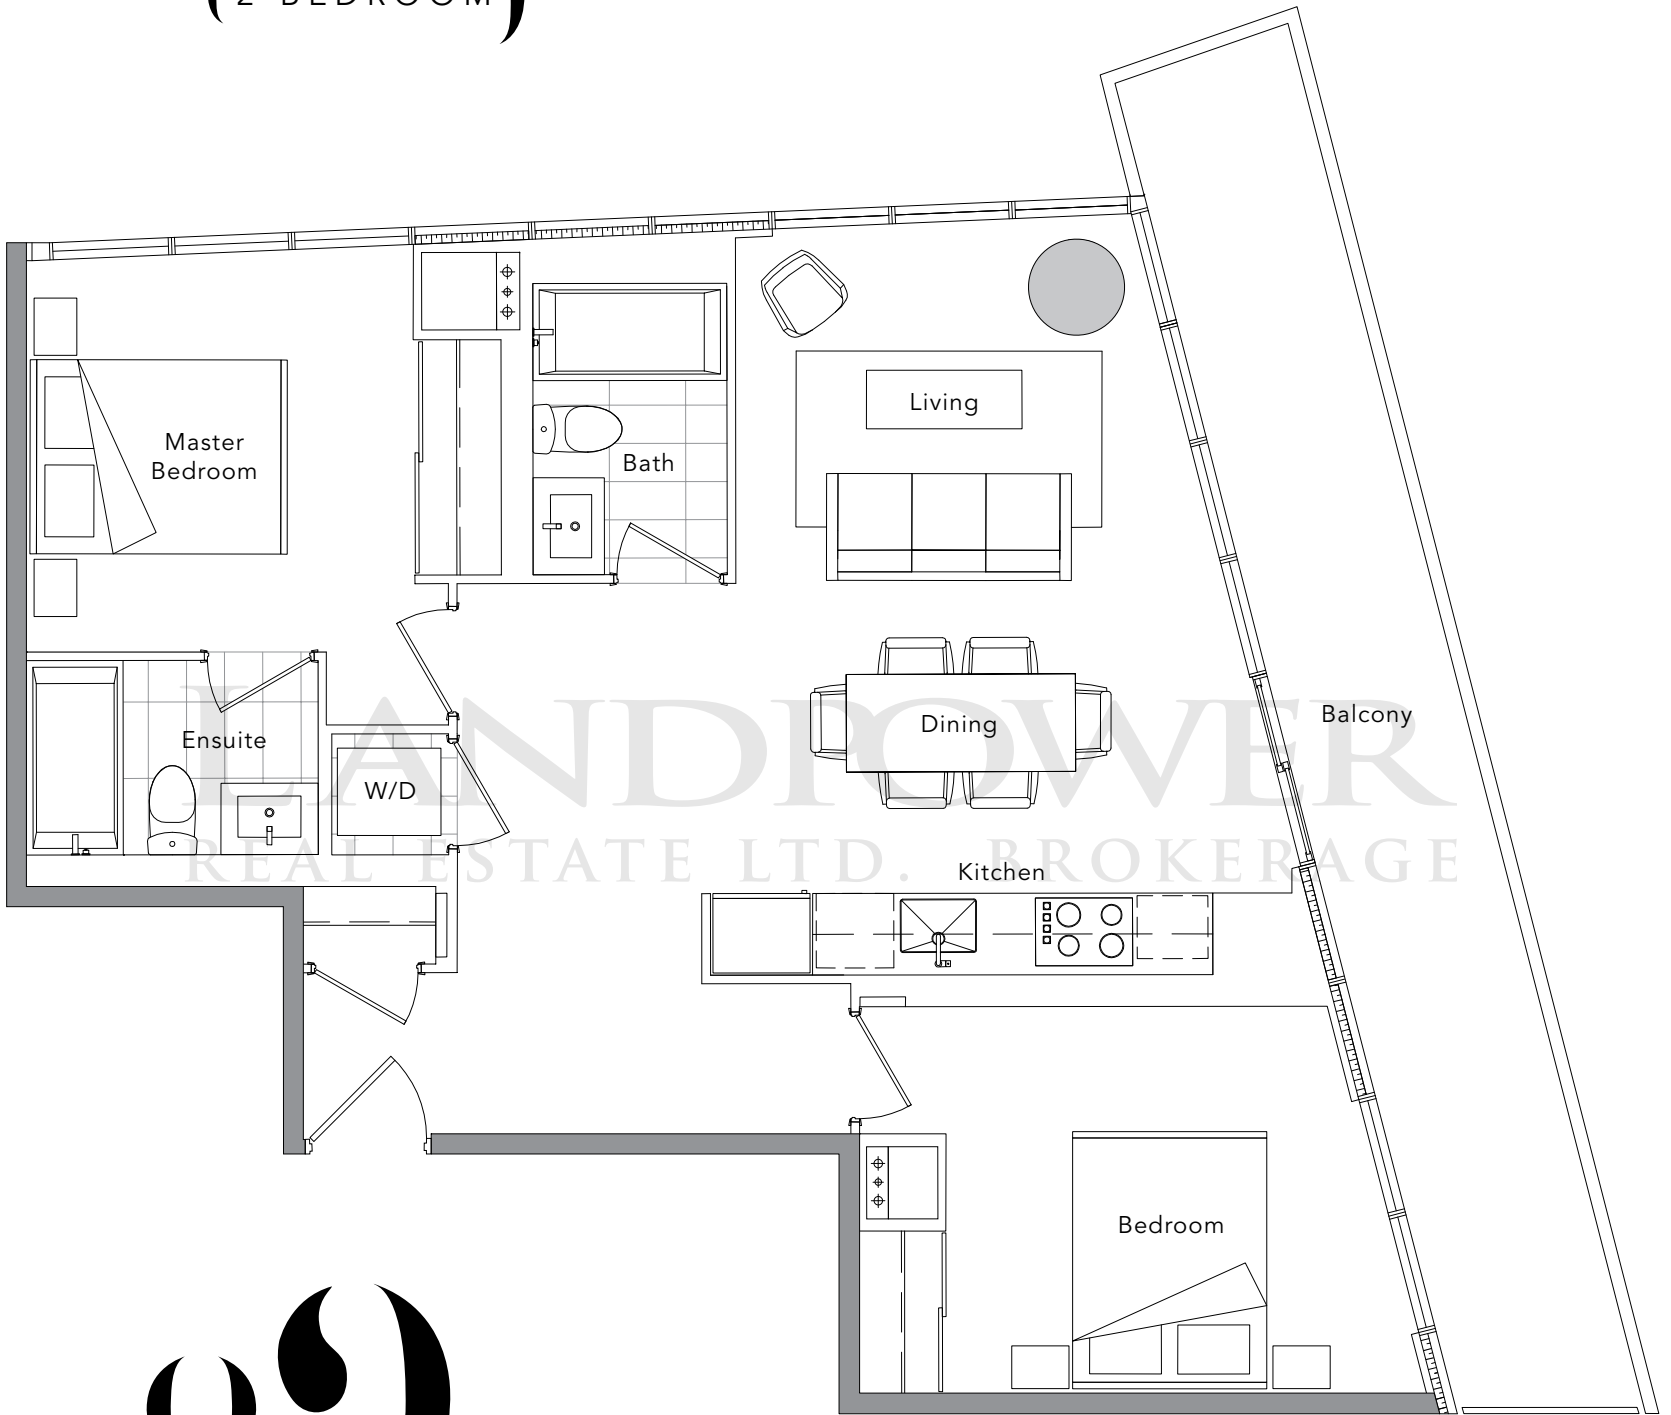 (2 BEDROOM)
Living
Master
Bedroom
Bath
Balcony
Dining
Ensuite
W/D
LANDPOWER
REAL ESTATE LTD. BROKERAGE
Kitchen
Bedroom